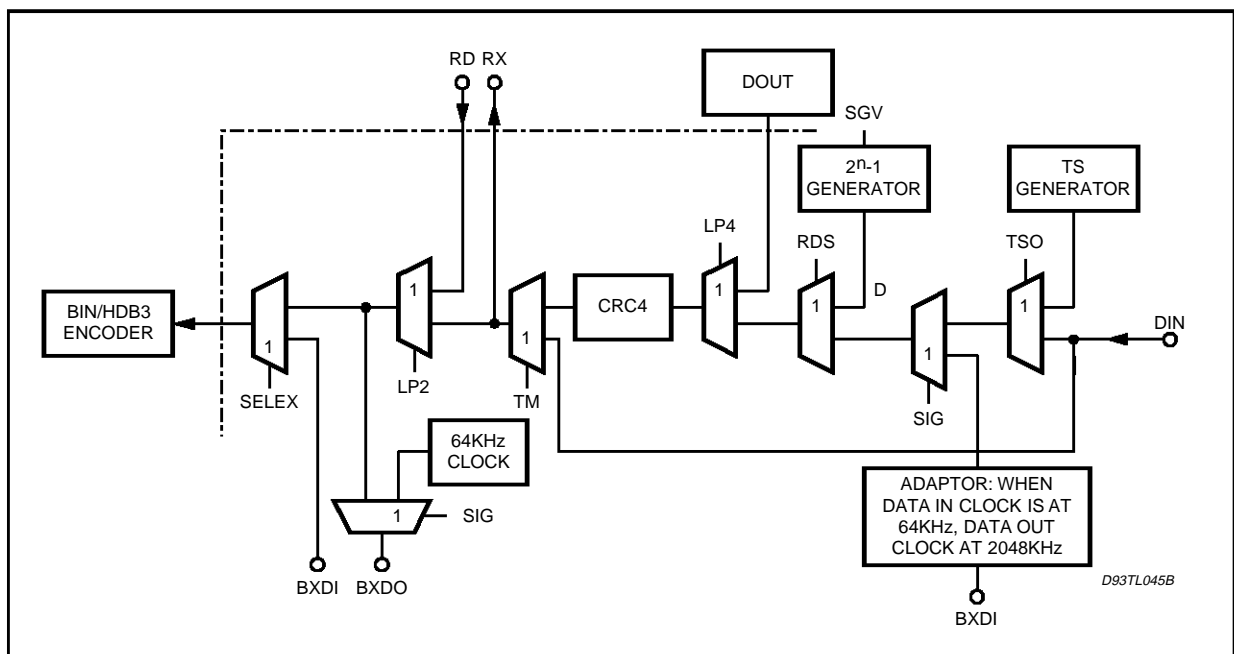 RD RX
DOUT
SGV
2n-1
GENERATOR
TS
GENERATOR
LP4
RDS
TSO
1
1
D
1
1
CRC4
1
1
1
BIN/HDB3
ENCODER
DIN
SELEX
LP2
TM
SIG
64KHz
CLOCK
1
SIG
ADAPTOR: WHEN
DATA IN CLOCK IS AT
64KHz, DATA OUT
CLOCK AT 2048KHz
BXDI
BXDO
D93TL045B
BXDI